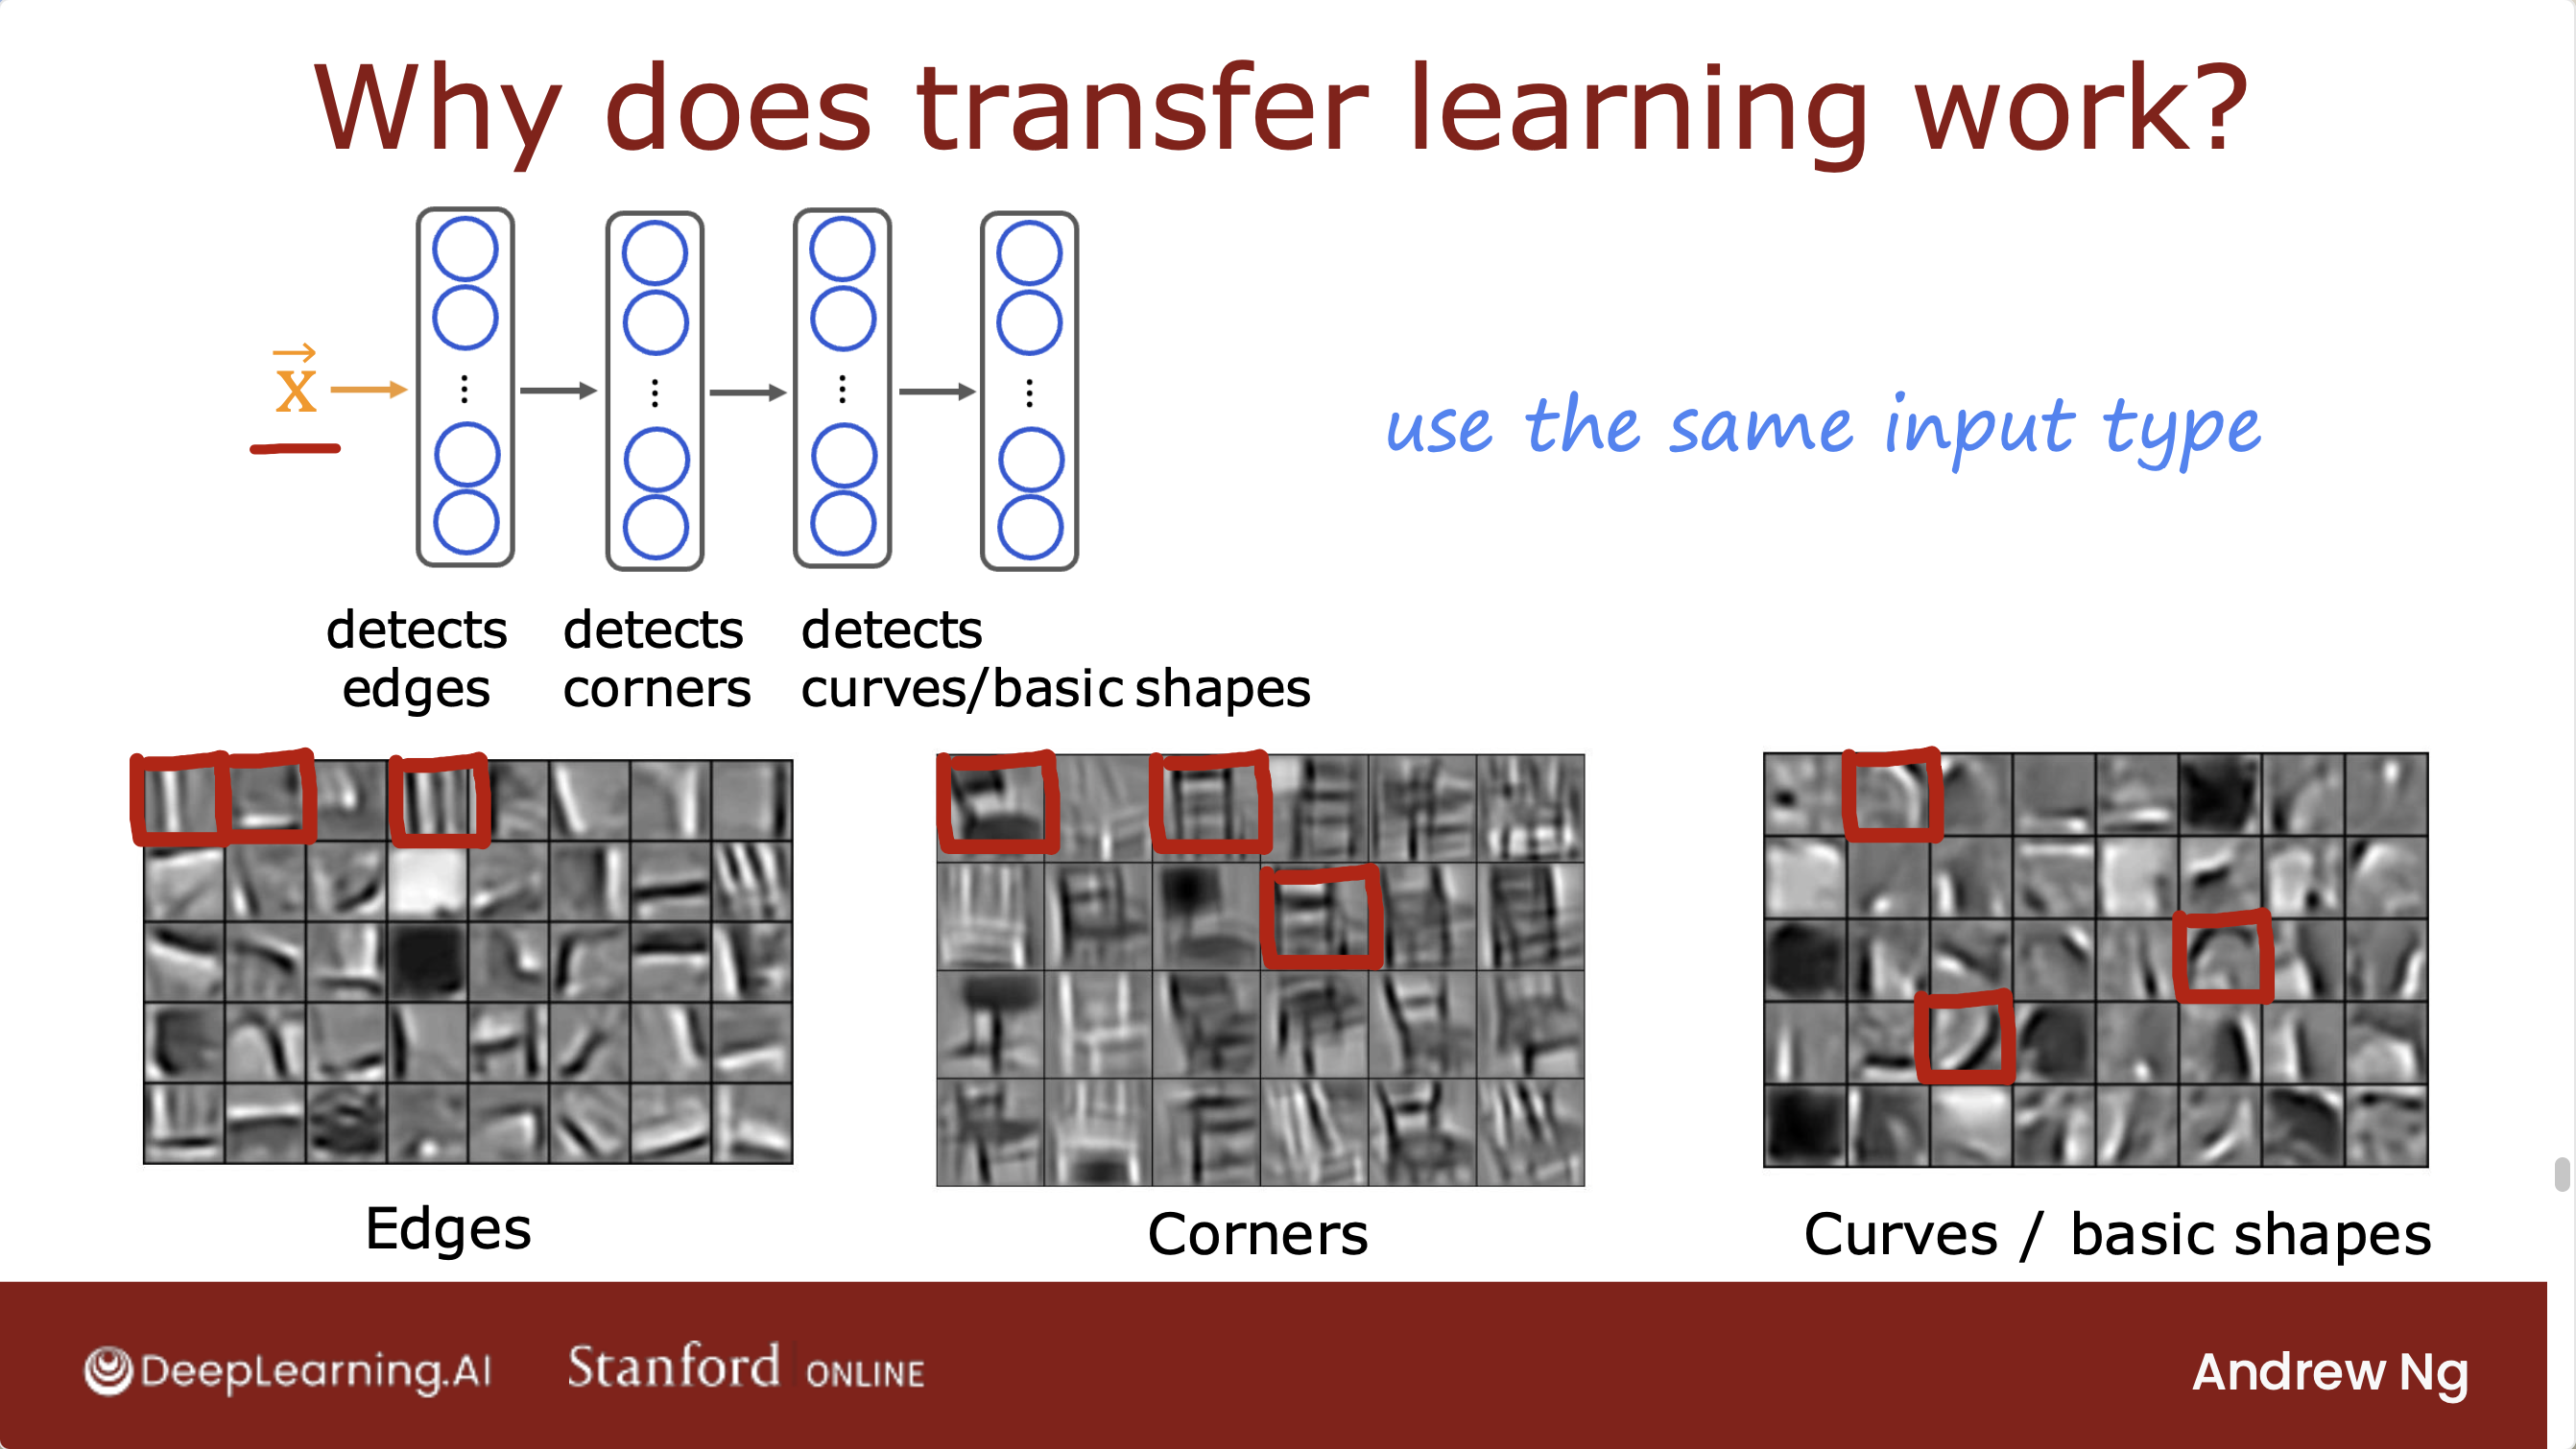 Why does transfer learning work?
x
use the same input type
detects edges
detects corners
detects curves/basic shapes
Edges
Corners
Curves / basic shapes
DeepLearning.AI
Stanford ONLINE
Andrew Ng